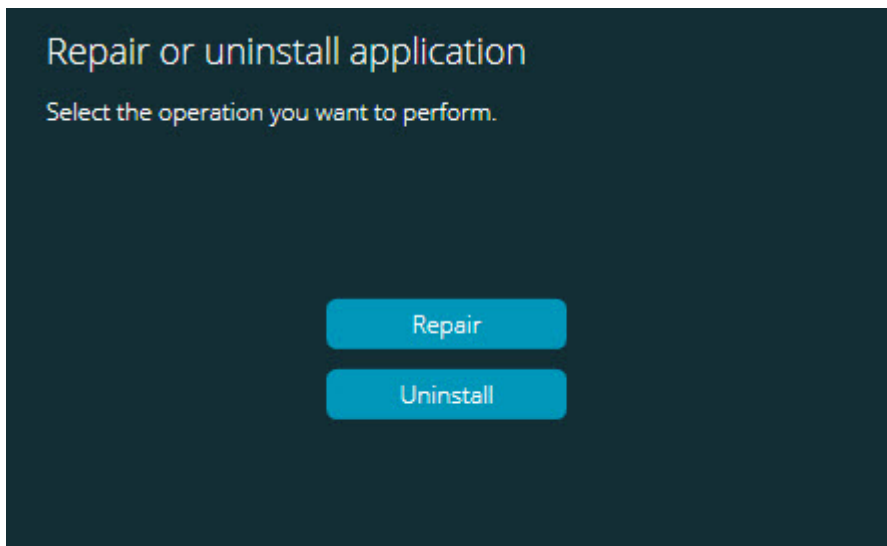 Repair or uninstall application
Select the operation you want to perform.
Repair
Uninstall